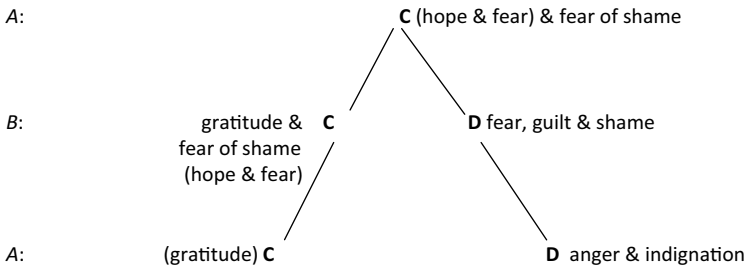 A: C (hope & fear) & fear of shame
B: gratitude & C D fear, guilt & shame
fear of shame
(hope & fear)
A: (gratitude) C D anger & indignation